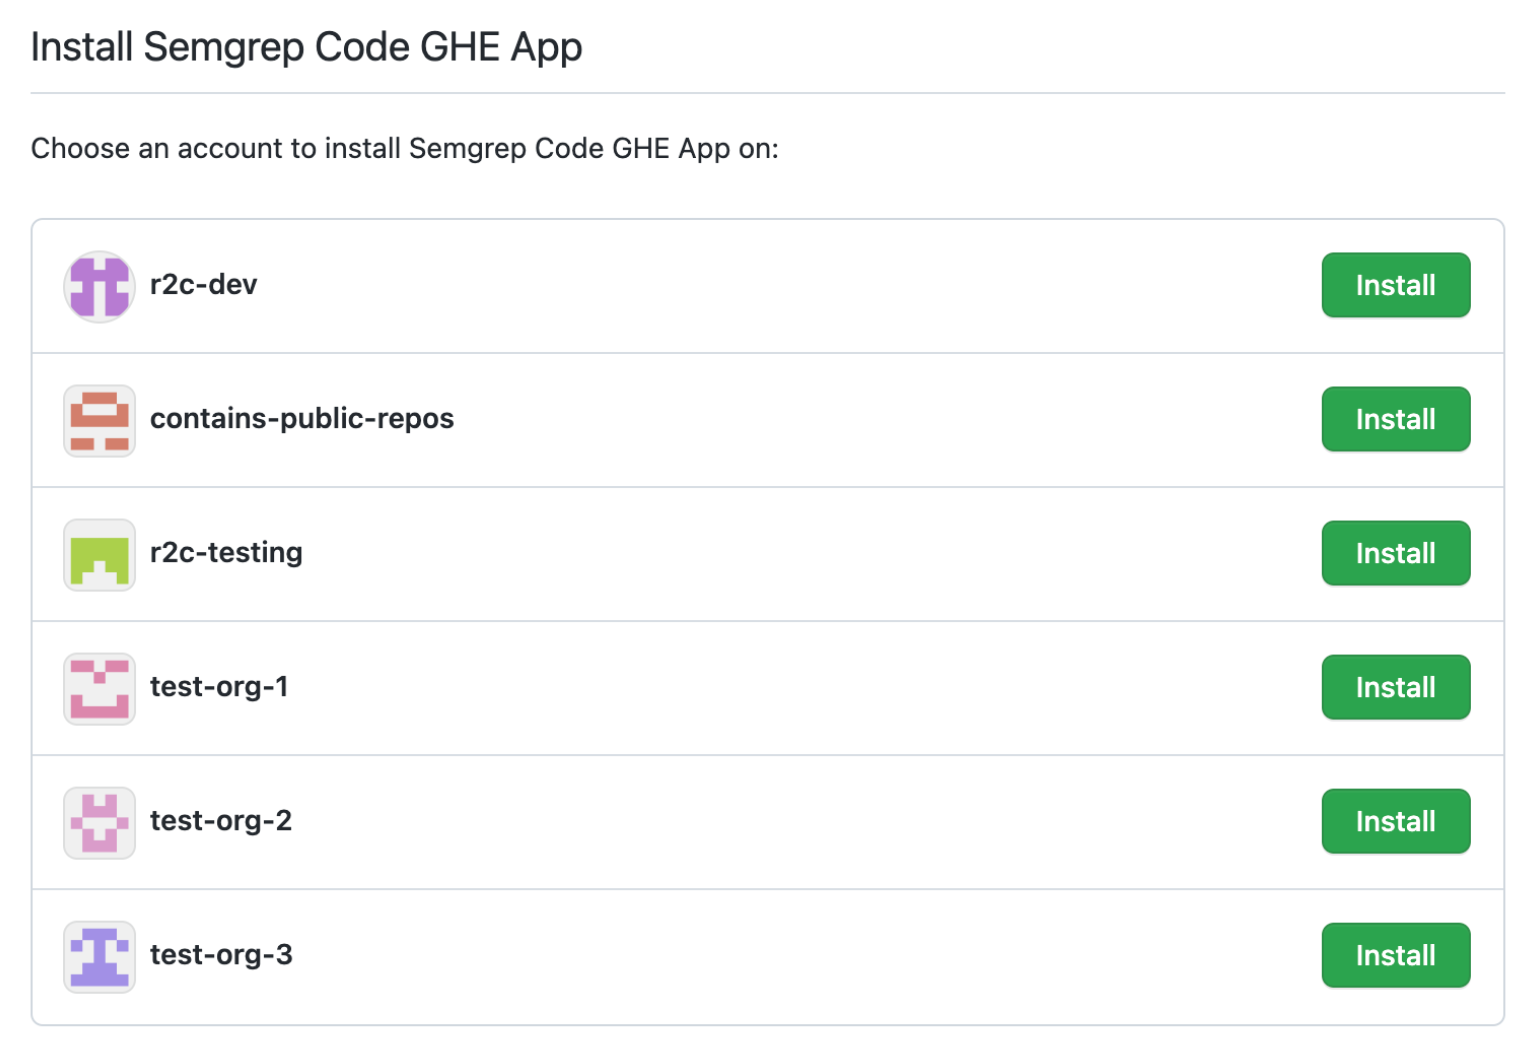 Install Semgrep Code GHE App
Choose an account to install Semgrep Code GHE App on:
r2c-dev Install
contains-public-repos Install
r2c-testing Install
test-org-1 Install
test-org-2 Install
test-org-3 Install